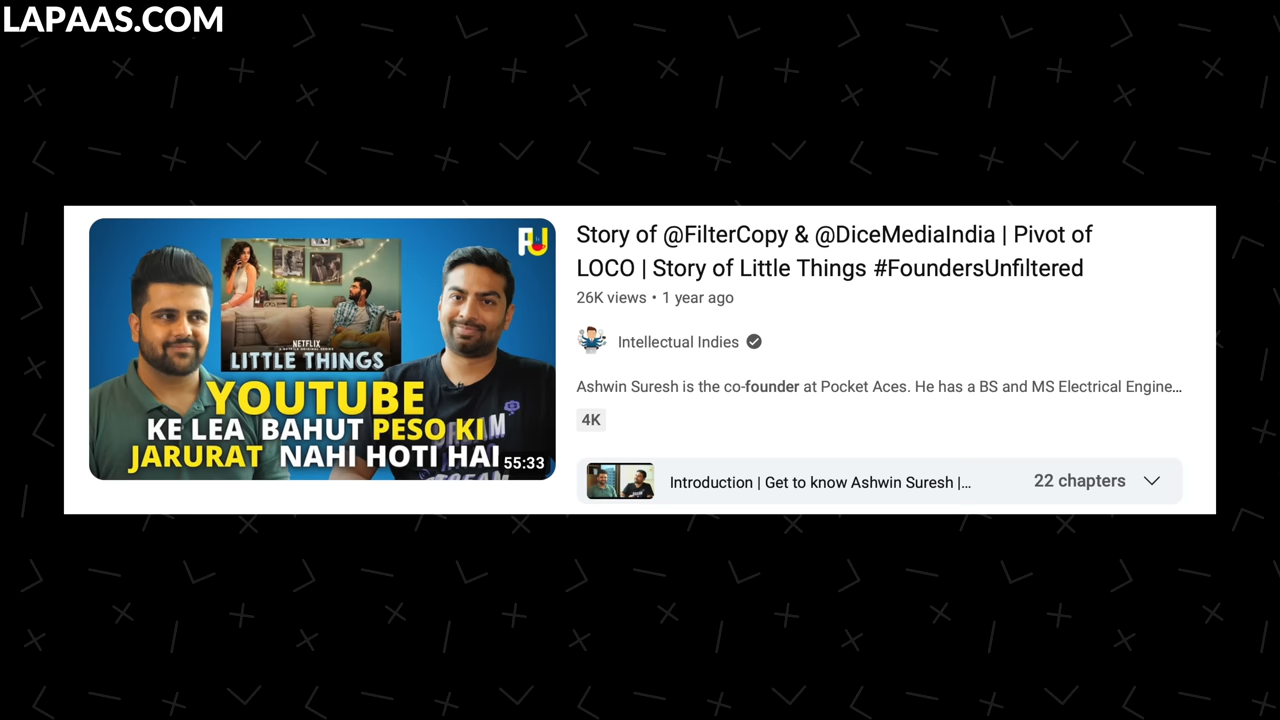 LAPAAS.COM
FU
NETFLIX
LITTLE THINGS
YOUTUBE
KE LEA BAHUT PESO KI
JARURAT NAHI HOTI HAI
55:33
Story of @FilterCopy & @DiceMediaIndia | Pivot of
LOCO | Story of Little Things #FoundersUnfiltered
26K views • 1 year ago
Intellectual Indies
Ashwin Suresh is the co-founder at Pocket Aces. He has a BS and MS Electrical Engine...
4K
Introduction | Get to know Ashwin Suresh |...
22 chapters